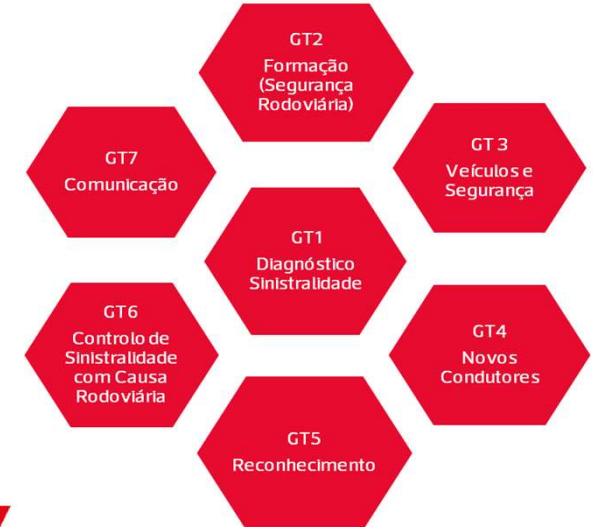 GT2
Formação
(Segurança
Rodoviária)
GT 3
Veículos e
Segurança
GT7
Comunicação
GT1
Diagnóstico
Sinistralidade
GT6
Controlo de
Sinistralidade
com Causa
Rodoviária
GT4
Novos
Condutores
GT5
Reconhecimento